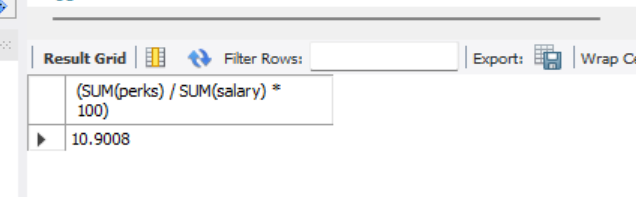 Result Grid Filter Rows: Export: Wrap Ce
(SUM(perks) / SUM(salary) *
100)
10.9008